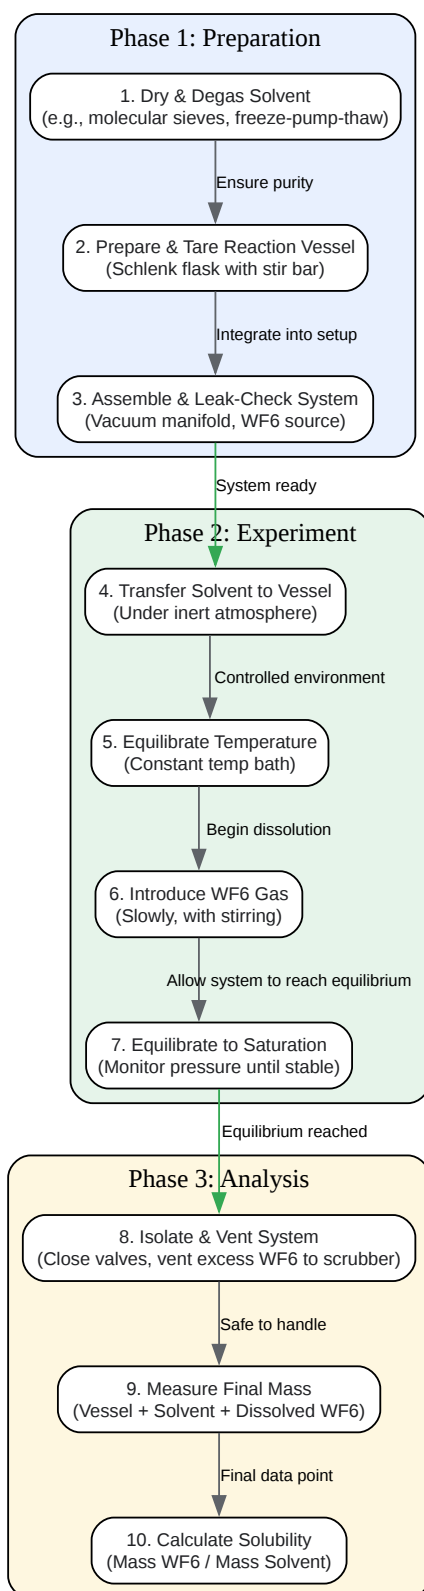 Phase 1: Preparation
1. Dry & Degas Solvent
(e.g., molecular sieves, freeze-pump-thaw)
Ensure purity
2. Prepare & Tare Reaction Vessel
(Schlenk flask with stir bar)
Integrate into setup
3. Assemble & Leak-Check System
(Vacuum manifold, WF6 source)
System ready
Phase 2: Experiment
4. Transfer Solvent to Vessel
(Under inert atmosphere)
Controlled environment
5. Equilibrate Temperature
(Constant temp bath)
Begin dissolution
6. Introduce WF6 Gas
(Slowly, with stirring)
Allow system to reach equilibrium
7. Equilibrate to Saturation
(Monitor pressure until stable)
Equilibrium reached
Phase 3: Analysis
8. Isolate & Vent System
(Close valves, vent excess WF6 to scrubber)
Safe to handle
9. Measure Final Mass
(Vessel + Solvent + Dissolved WF6)
Final data point
10. Calculate Solubility
(Mass WF6 / Mass Solvent)